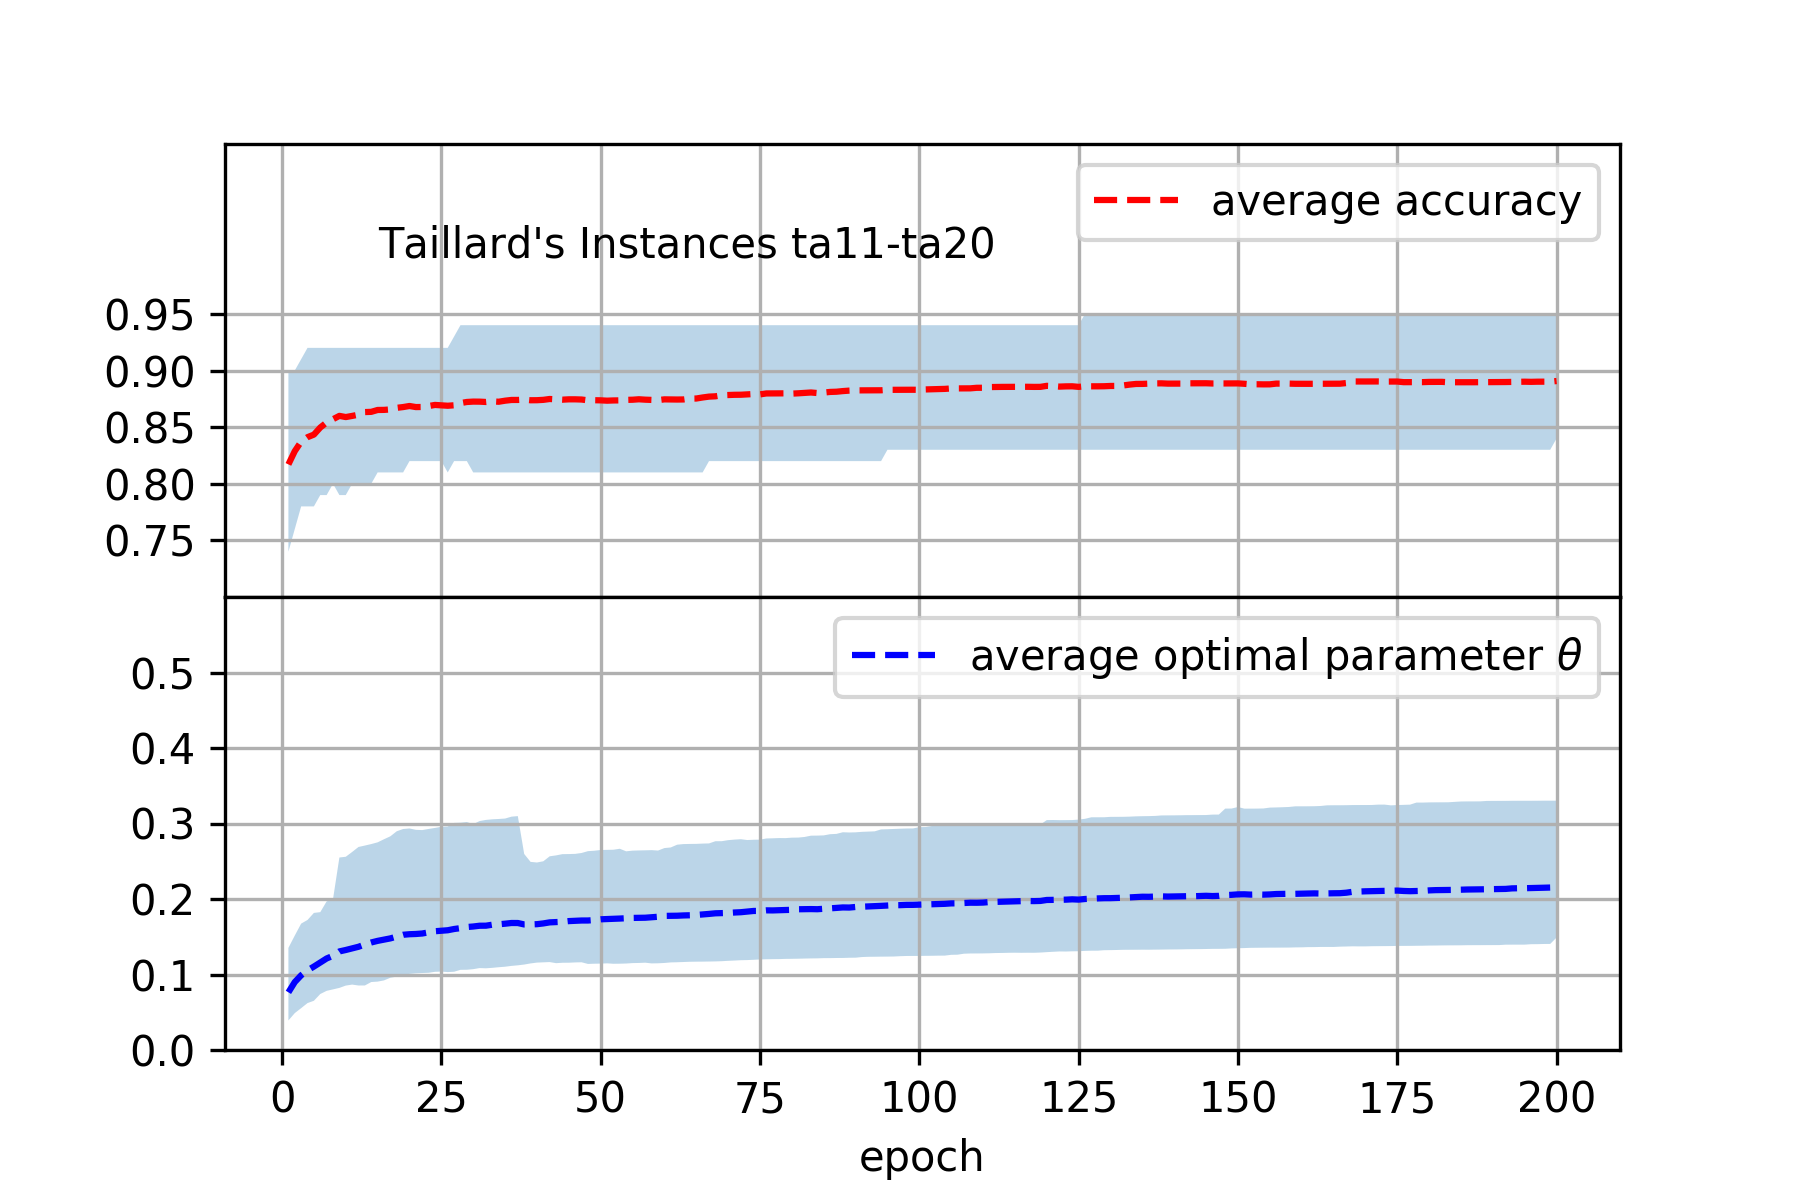 average accuracy
Taillard's Instances ta11-ta20
0.95
0.90
0.85
0.80
0.75
average optimal parameter θ
0.5
0.4
0.3
0.2
0.1
0.0
0 25 50 75 100 125 150 175 200
epoch